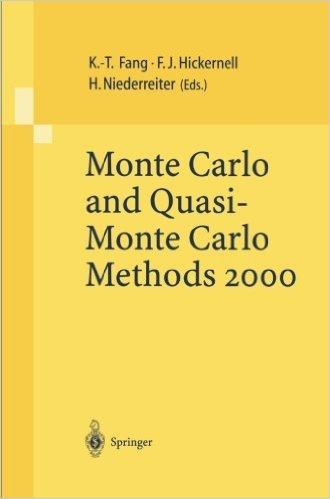 K.-T. Fang · F. J. Hickernell
H. Niederreiter (Eds.)
Monte Carlo
and Quasi-
Monte Carlo
Methods 2000
Springer